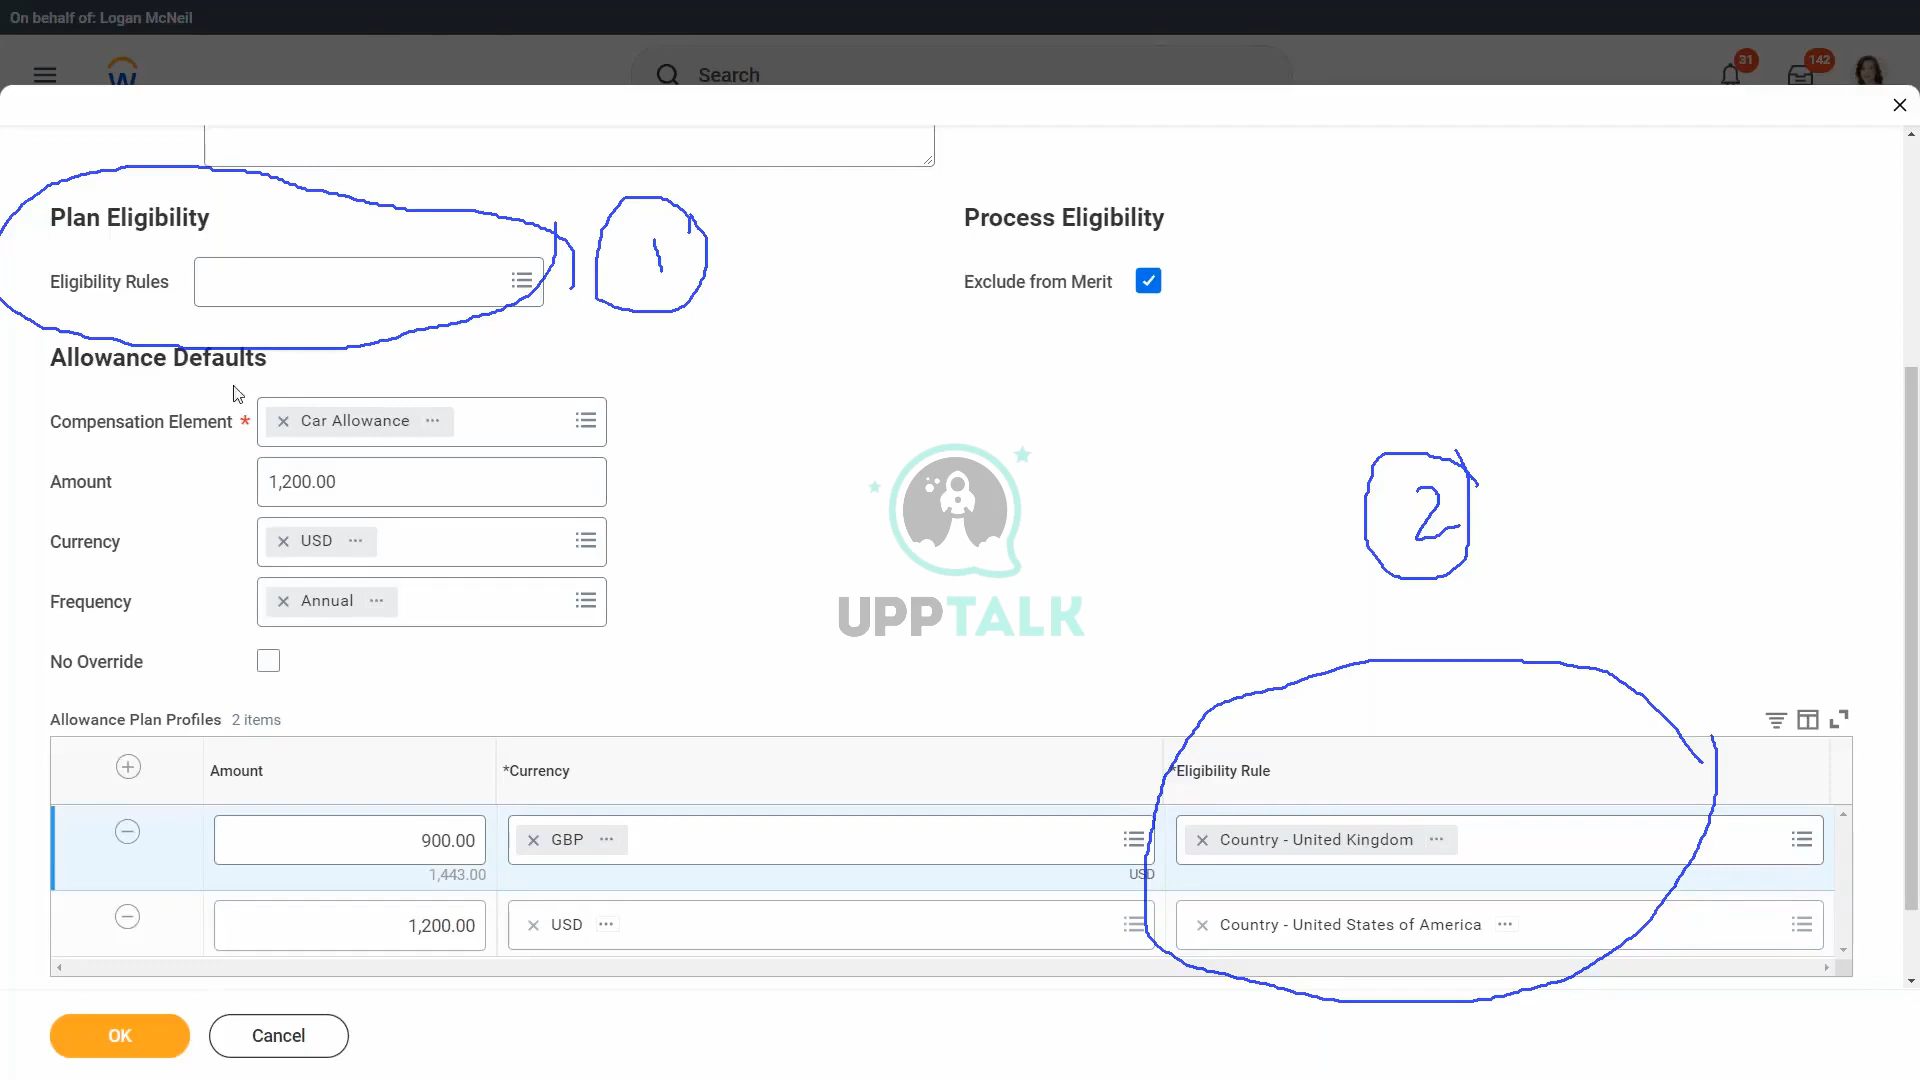 On behalf of: Logan McNeil
W
Search
31
142
Plan Eligibility
1
Process Eligibility
Eligibility Rules
Exclude from Merit
Allowance Defaults
Compensation Element *
Car Allowance
Amount
1,200.00
Currency
USD
Frequency
Annual
No Override
2
UPPTALK
Allowance Plan Profiles 2 items
Amount
*Currency
*Eligibility Rule
900.00
GBP
Country - United Kingdom
1,443.00
USD
1,200.00
USD
Country - United States of America
OK
Cancel